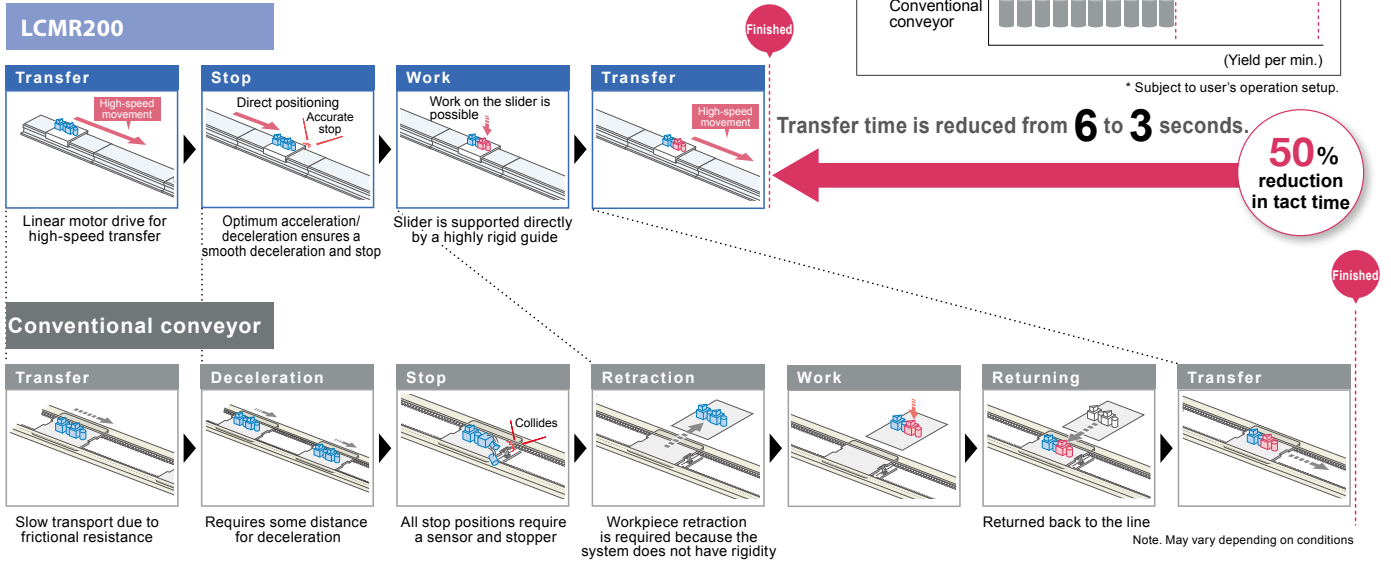 Conventional
conveyor
(Yield per min.)
* Subject to user's operation setup.
LCMR200
Finished
Transfer
High-speed
movement
Linear motor drive for
high-speed transfer
Stop
Direct positioning
Accurate
stop
Optimum acceleration/
deceleration ensures a
smooth deceleration and stop
Work
Work on the slider is
possible
Slider is supported directly
by a highly rigid guide
Transfer
High-speed
movement
Transfer time is reduced from 6 to 3 seconds.
50%
reduction
in tact time
Finished
Conventional conveyor
Transfer
Slow transport due to
frictional resistance
Deceleration
Requires some distance
for deceleration
Stop
Collides
All stop positions require
a sensor and stopper
Retraction
Workpiece retraction
is required because the
system does not have rigidity
Work
Returning
Returned back to the line
Transfer
Note. May vary depending on conditions